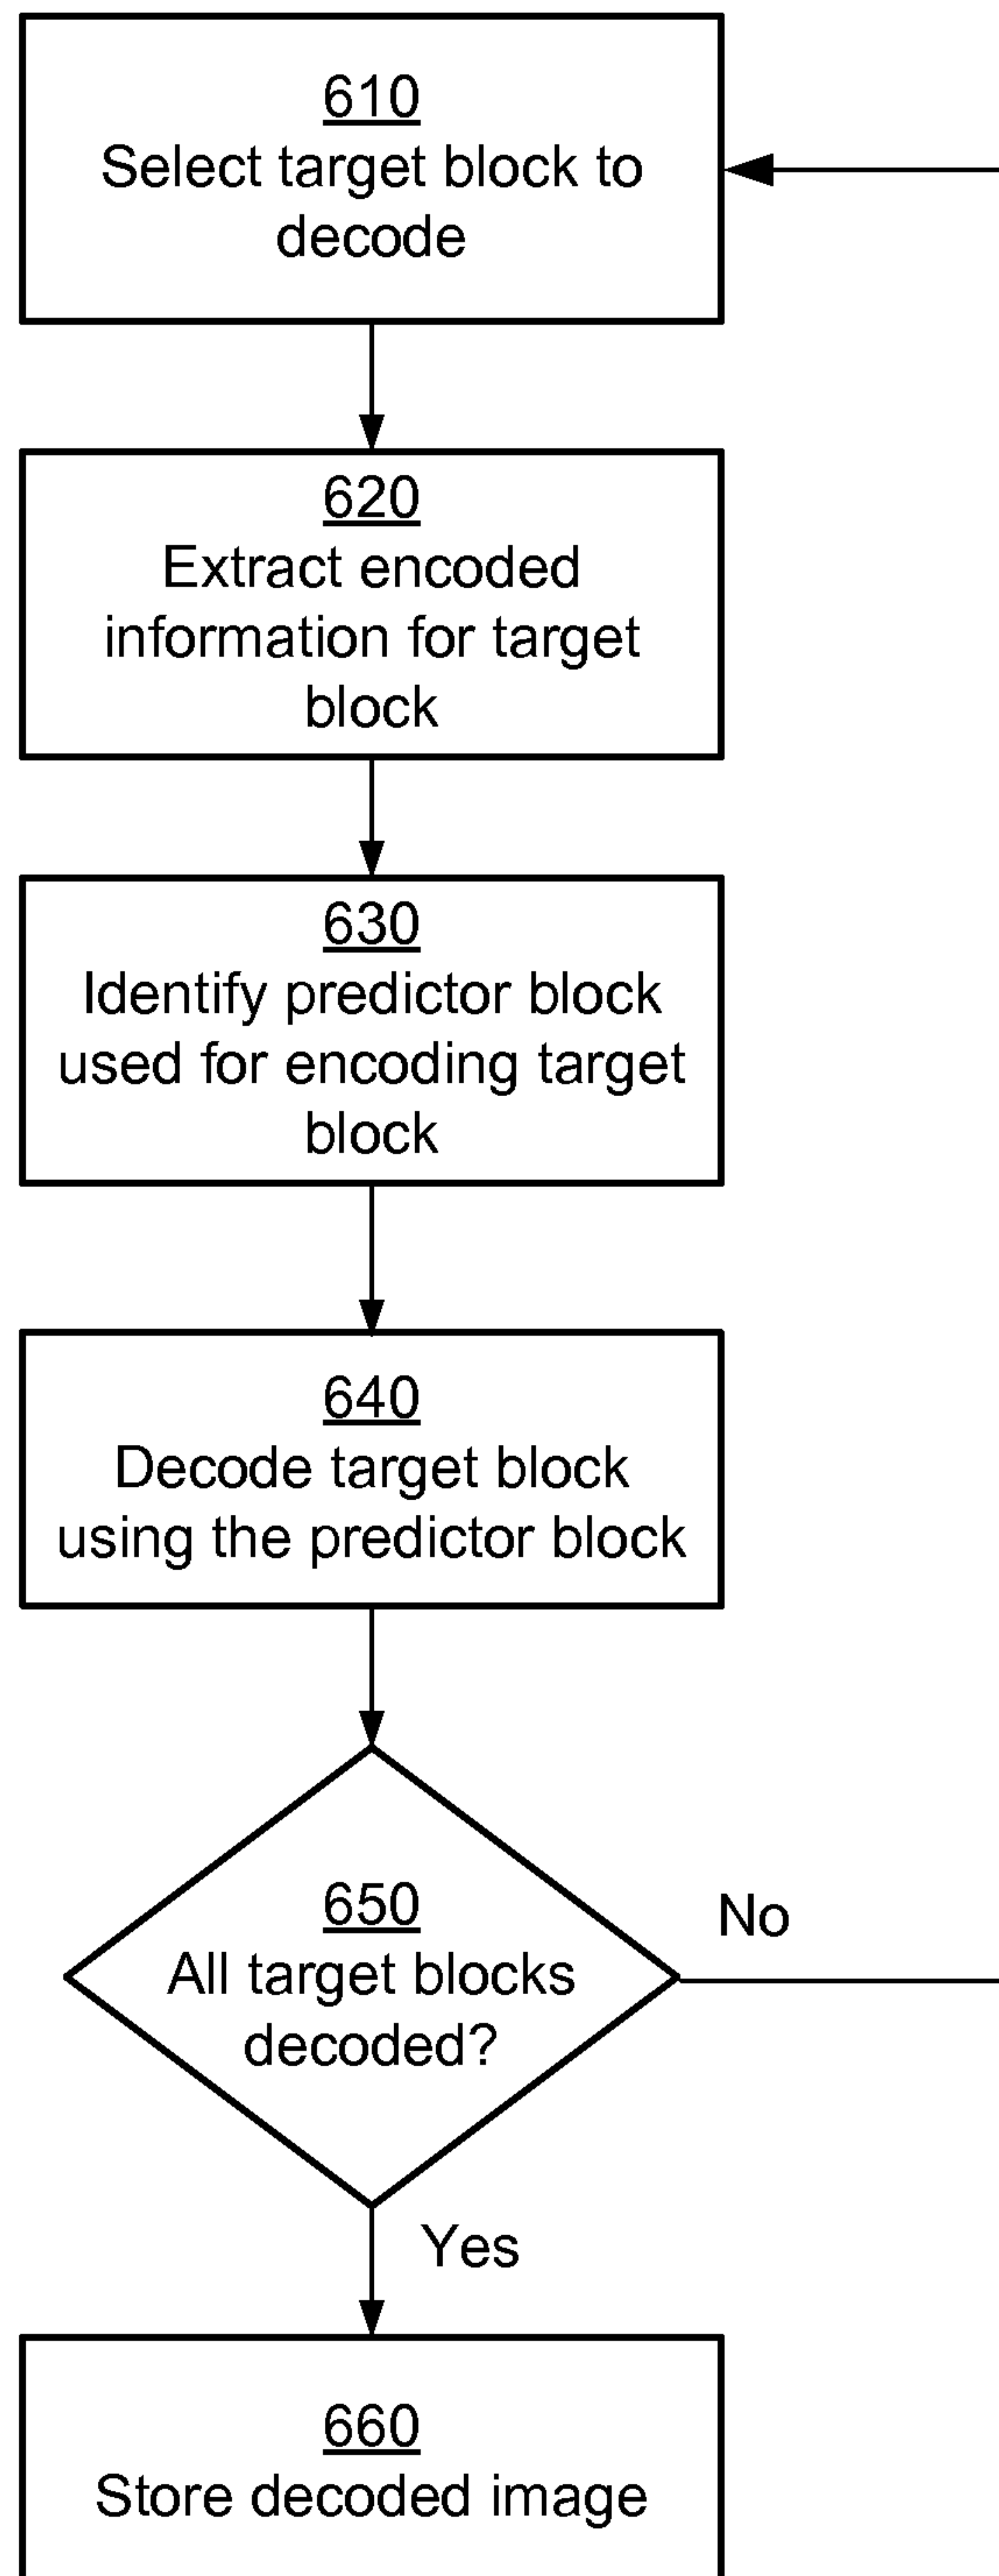 610
Select target block to
decode
620
Extract encoded
information for target
block
630
Identify predictor block
used for encoding target
block
640
Decode target block
using the predictor block
650
All target blocks
decoded?
No
Yes
660
Store decoded image